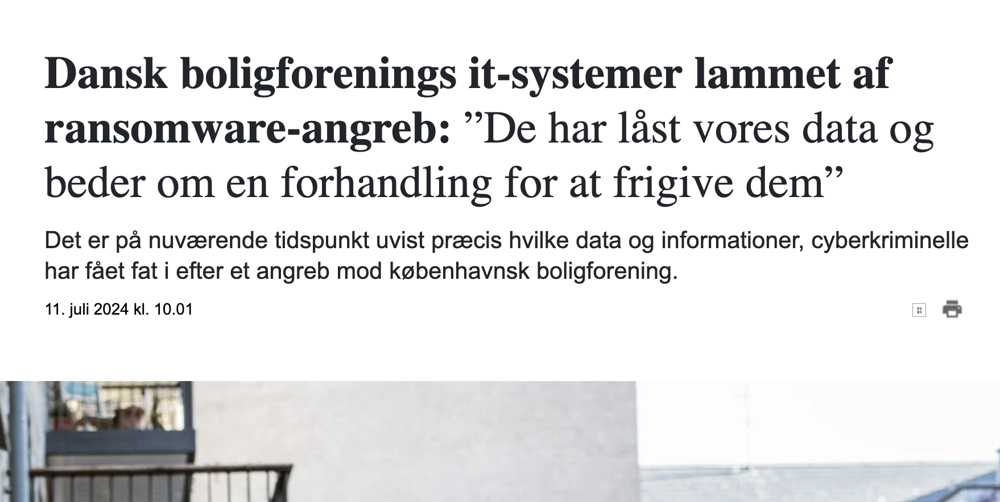 Dansk boligforenings it-systemer lammet af
ransomware-angreb: ”De har låst vores data og
beder om en forhandling for at frigive dem”
Det er på nuværende tidspunkt uvist præcis hvilke data og informationer, cyberkriminelle
har fået fat i efter et angreb mod københavnsk boligforening.
11. juli 2024 kl. 10.01